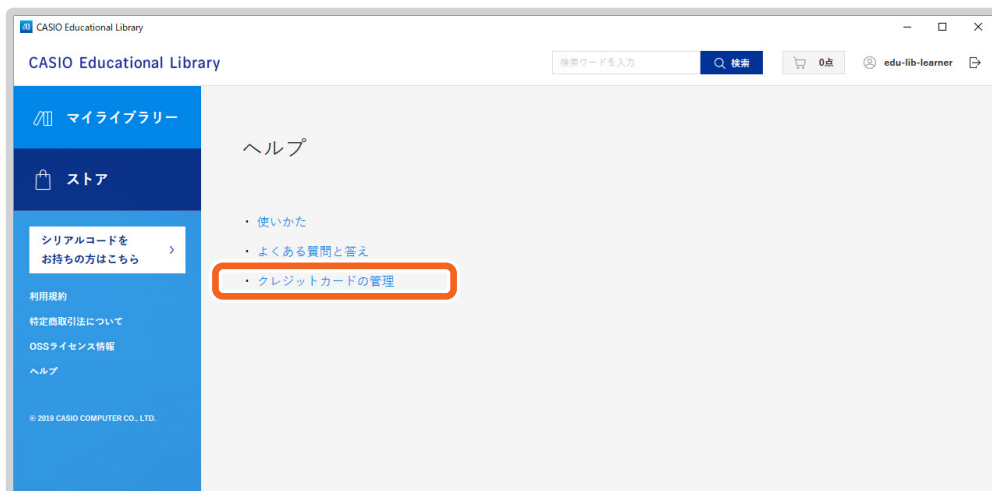 CASIO Educational Library
CASIO Educational Library
検索ワードを入力
検索
0点
edu-lib-learner
マイライブラリー
ストア
シリアルコードを
お持ちの方はこちら
利用規約
特定商取引法について
OSSライセンス情報
ヘルプ
© 2019 CASIO COMPUTER CO., LTD.
ヘルプ
・ 使いかた
・ よくある質問と答え
・ クレジットカードの管理